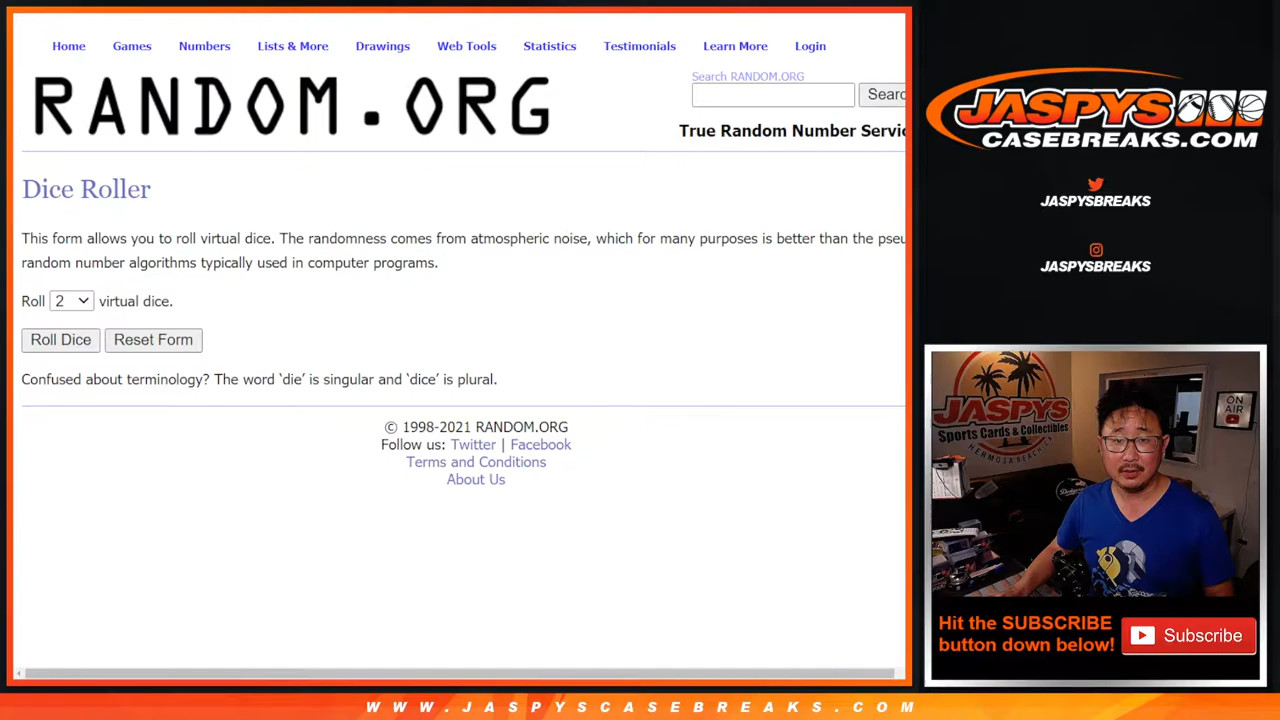 Home Games Numbers Lists & More Drawings Web Tools Statistics Testimonials Learn More Login
RANDOM.ORG
Search RANDOM.ORG
Searc
True Random Number Servic
Dice Roller
This form allows you to roll virtual dice. The randomness comes from atmospheric noise, which for many purposes is better than the pseu
random number algorithms typically used in computer programs.
Roll 2 virtual dice.
Roll Dice Reset Form
Confused about terminology? The word ‘die’ is singular and ‘dice’ is plural.
© 1998-2021 RANDOM.ORG
Follow us: Twitter | Facebook
Terms and Conditions
About Us
JASPYS
CASEBREAKS.COM
JASPYSBREAKS
JASPYSBREAKS
JASPYS
Sports Cards & Collectibles
HERMOSA BEACH, CA
ON
AIR
Dodgers
Hit the SUBSCRIBE
button down below!
Subscribe
WWW.JASPYSCASEBREAKS.COM